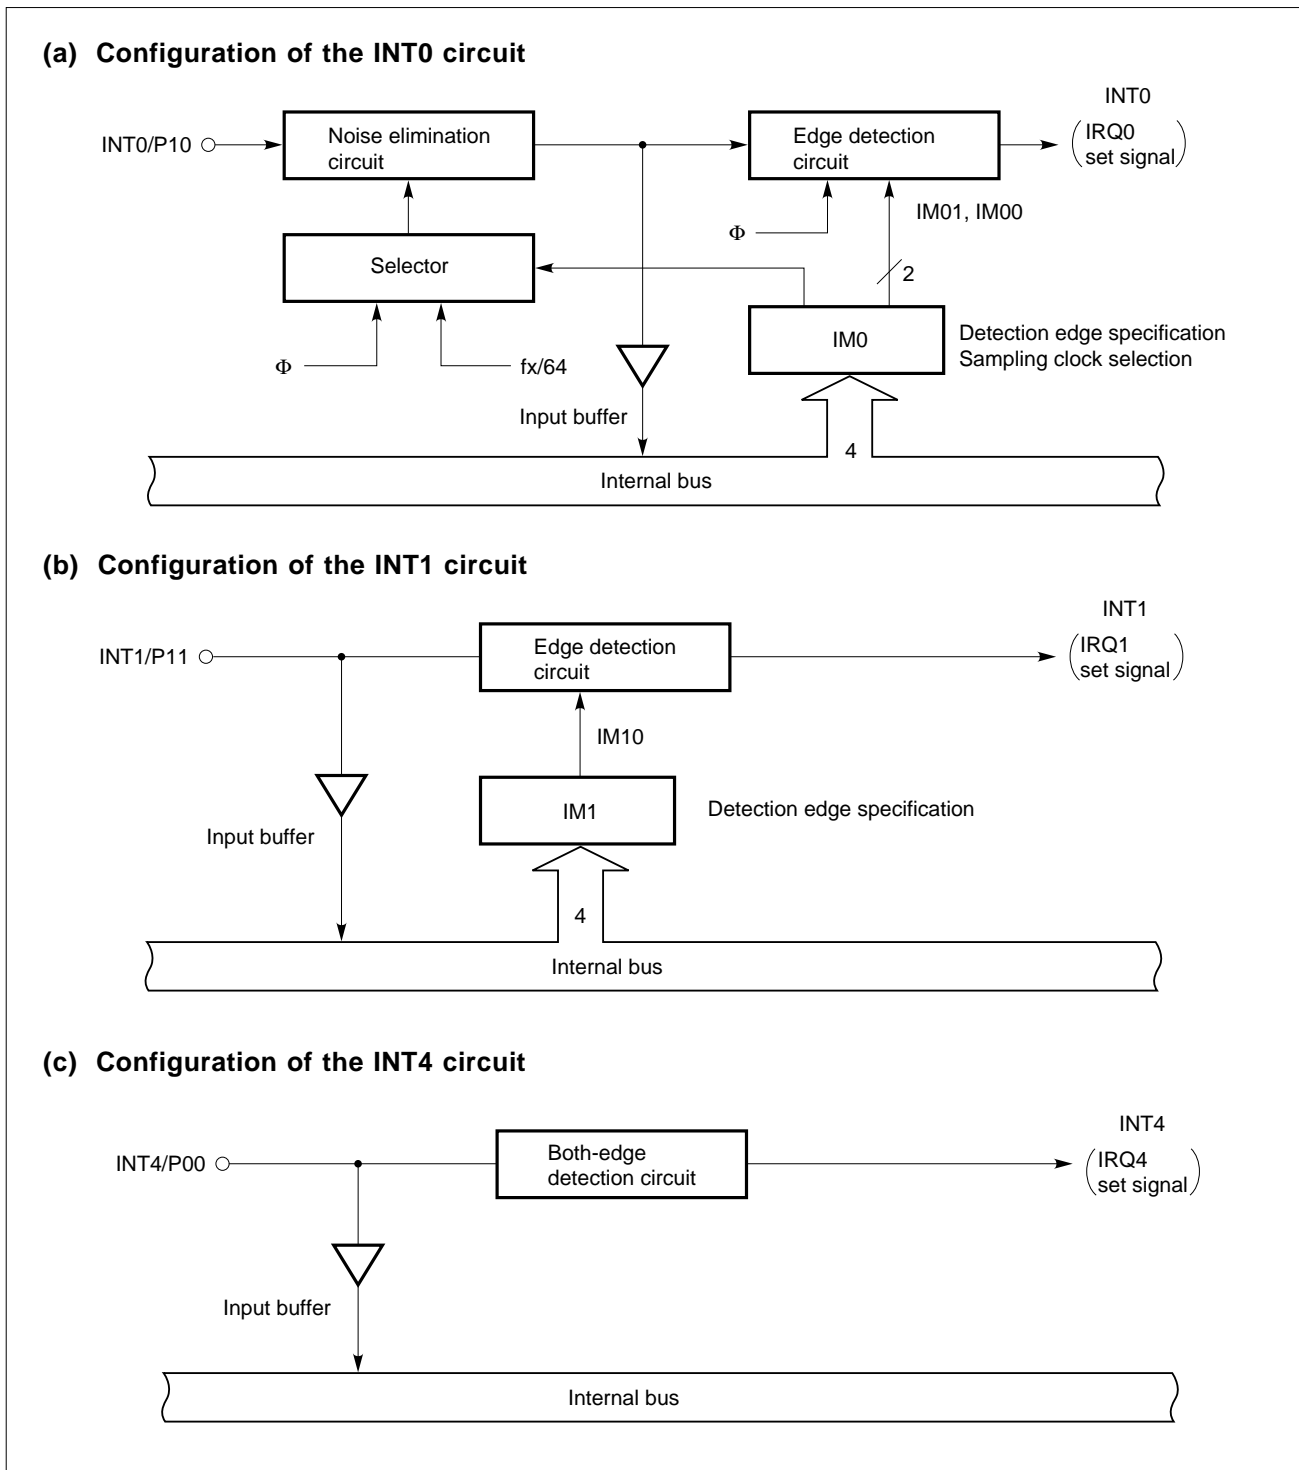 (a) Configuration of the INT0 circuit
INT0/P10
Noise elimination
circuit
Edge detection
circuit
INT0
(IRQ0
set signal)
IM01, IM00
Φ
Selector
2
IM0
Detection edge specification
Sampling clock selection
Φ
fx/64
Input buffer
4
Internal bus
(b) Configuration of the INT1 circuit
INT1/P11
Edge detection
circuit
INT1
(IRQ1
set signal)
IM10
IM1
Detection edge specification
Input buffer
4
Internal bus
(c) Configuration of the INT4 circuit
INT4/P00
Both-edge
detection circuit
INT4
(IRQ4
set signal)
Input buffer
Internal bus